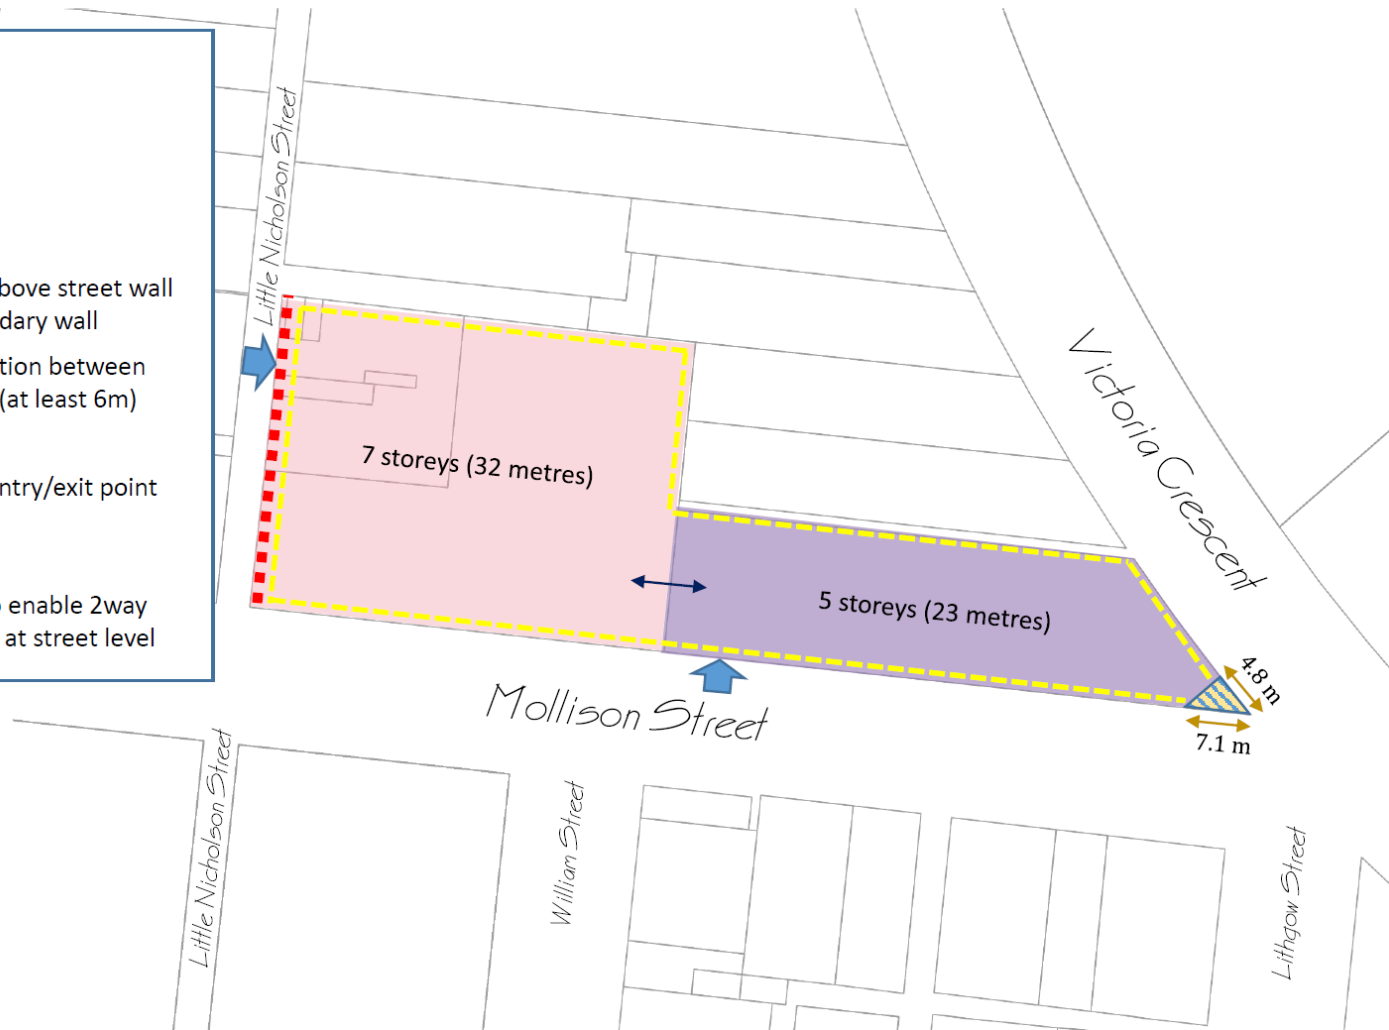 bove street wall
dary wall
tion between
(at least 6m)
ntry/exit point
enable 2way
at street level
Little Nicholson Street
7 storeys (32 metres)
5 storeys (23 metres)
Victoria Crescent
4.8 m
7.1 m
Mollison Street
Little Nicholson Street
William Street
Lithgow Street